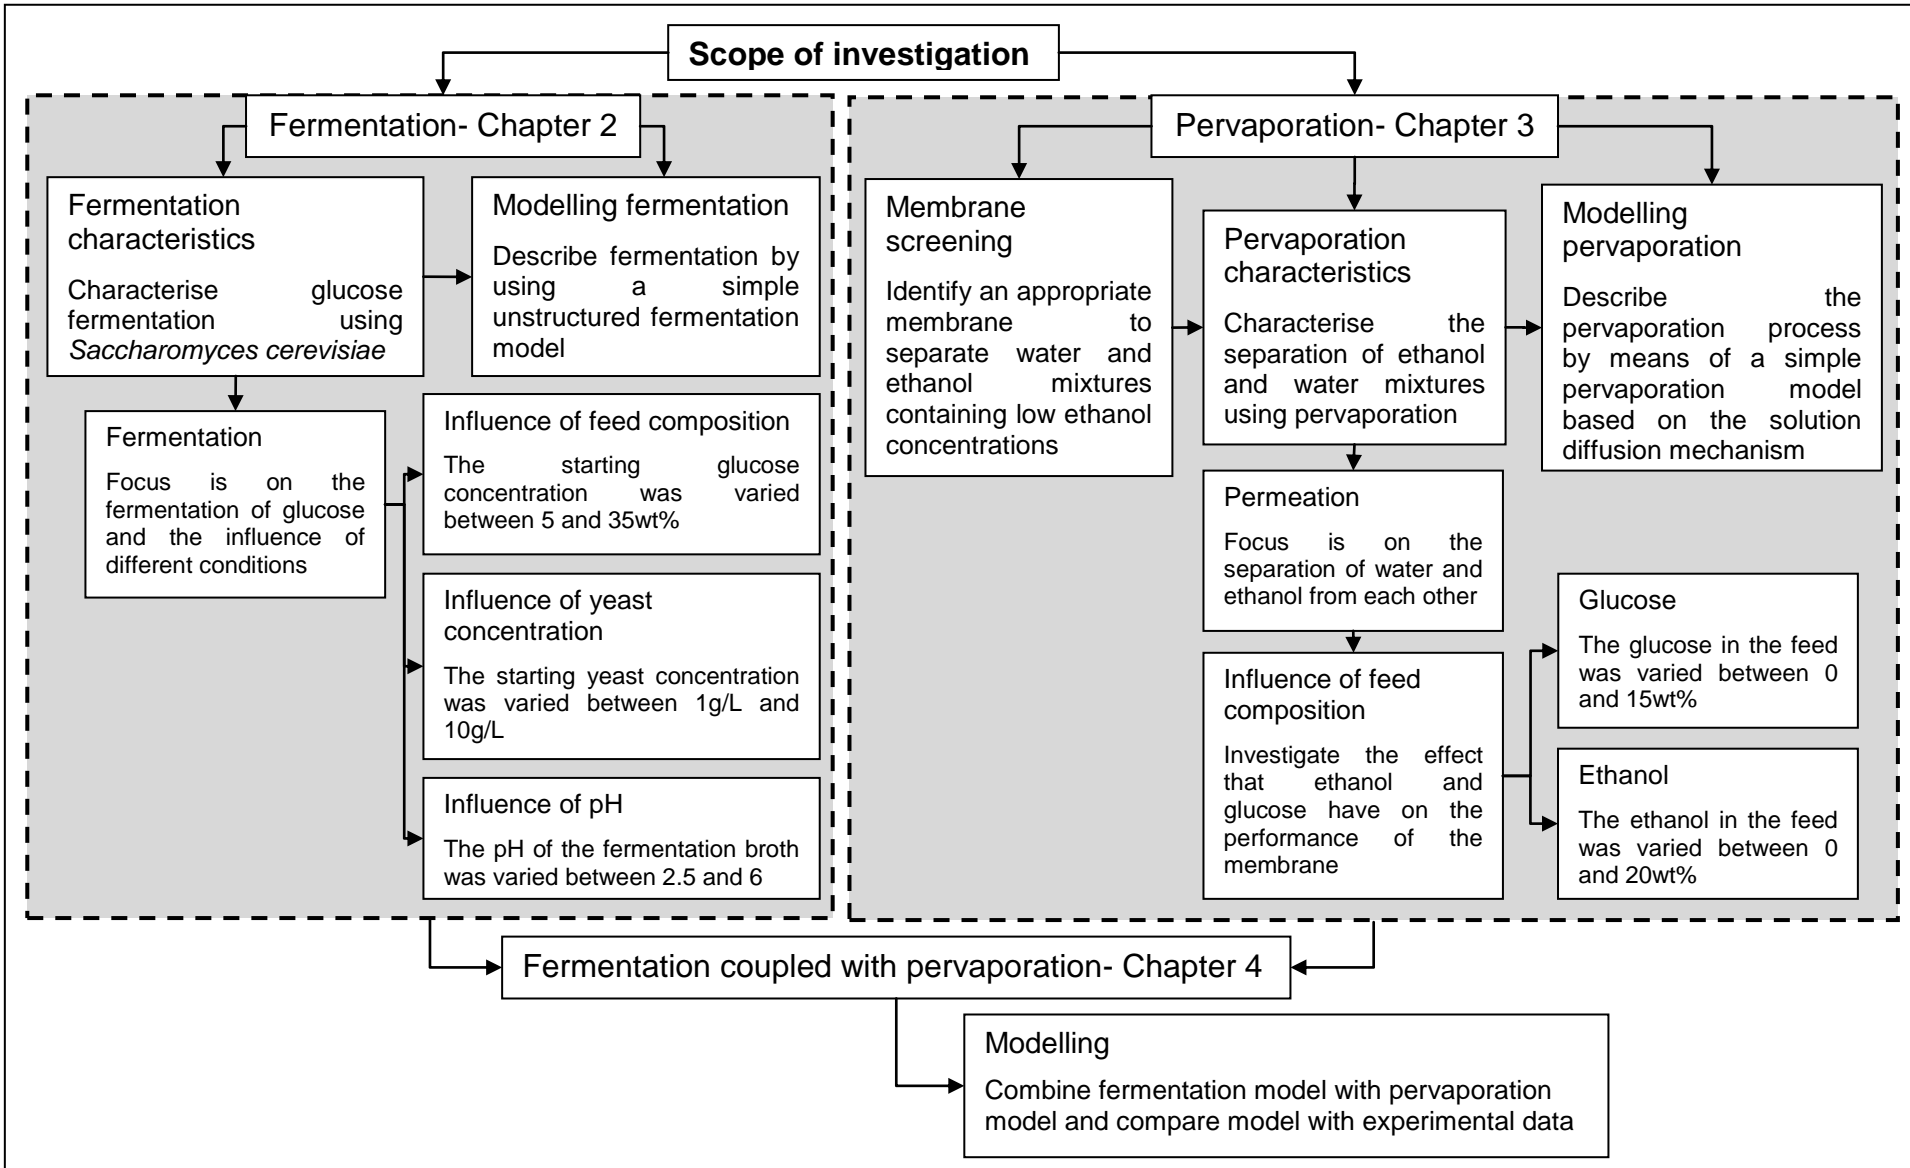 Scope of investigation
Fermentation- Chapter 2
Fermentation
characteristics
Characterise glucose
fermentation using
Saccharomyces cerevisiae
Modelling fermentation
Describe fermentation by
using a simple
unstructured fermentation
model
Fermentation
Focus is on the
fermentation of glucose
and the influence of
different conditions
Influence of feed composition
The starting glucose
concentration was varied
between 5 and 35wt%
Influence of yeast
concentration
The starting yeast concentration
was varied between 1g/L and
10g/L
Influence of pH
The pH of the fermentation broth
was varied between 2.5 and 6
Pervaporation- Chapter 3
Membrane
screening
Identify an appropriate
membrane to
separate water and
ethanol mixtures
containing low ethanol
concentrations
Pervaporation
characteristics
Characterise the
separation of ethanol
and water mixtures
using pervaporation
Modelling
pervaporation
Describe the
pervaporation process
by means of a simple
pervaporation model
based on the solution
diffusion mechanism
Permeation
Focus is on the
separation of water and
ethanol from each other
Influence of feed
composition
Investigate the effect
that ethanol and
glucose have on the
performance of the
membrane
Glucose
The glucose in the feed
was varied between 0
and 15wt%
Ethanol
The ethanol in the feed
was varied between 0
and 20wt%
Fermentation coupled with pervaporation- Chapter 4
Modelling
Combine fermentation model with pervaporation
model and compare model with experimental data